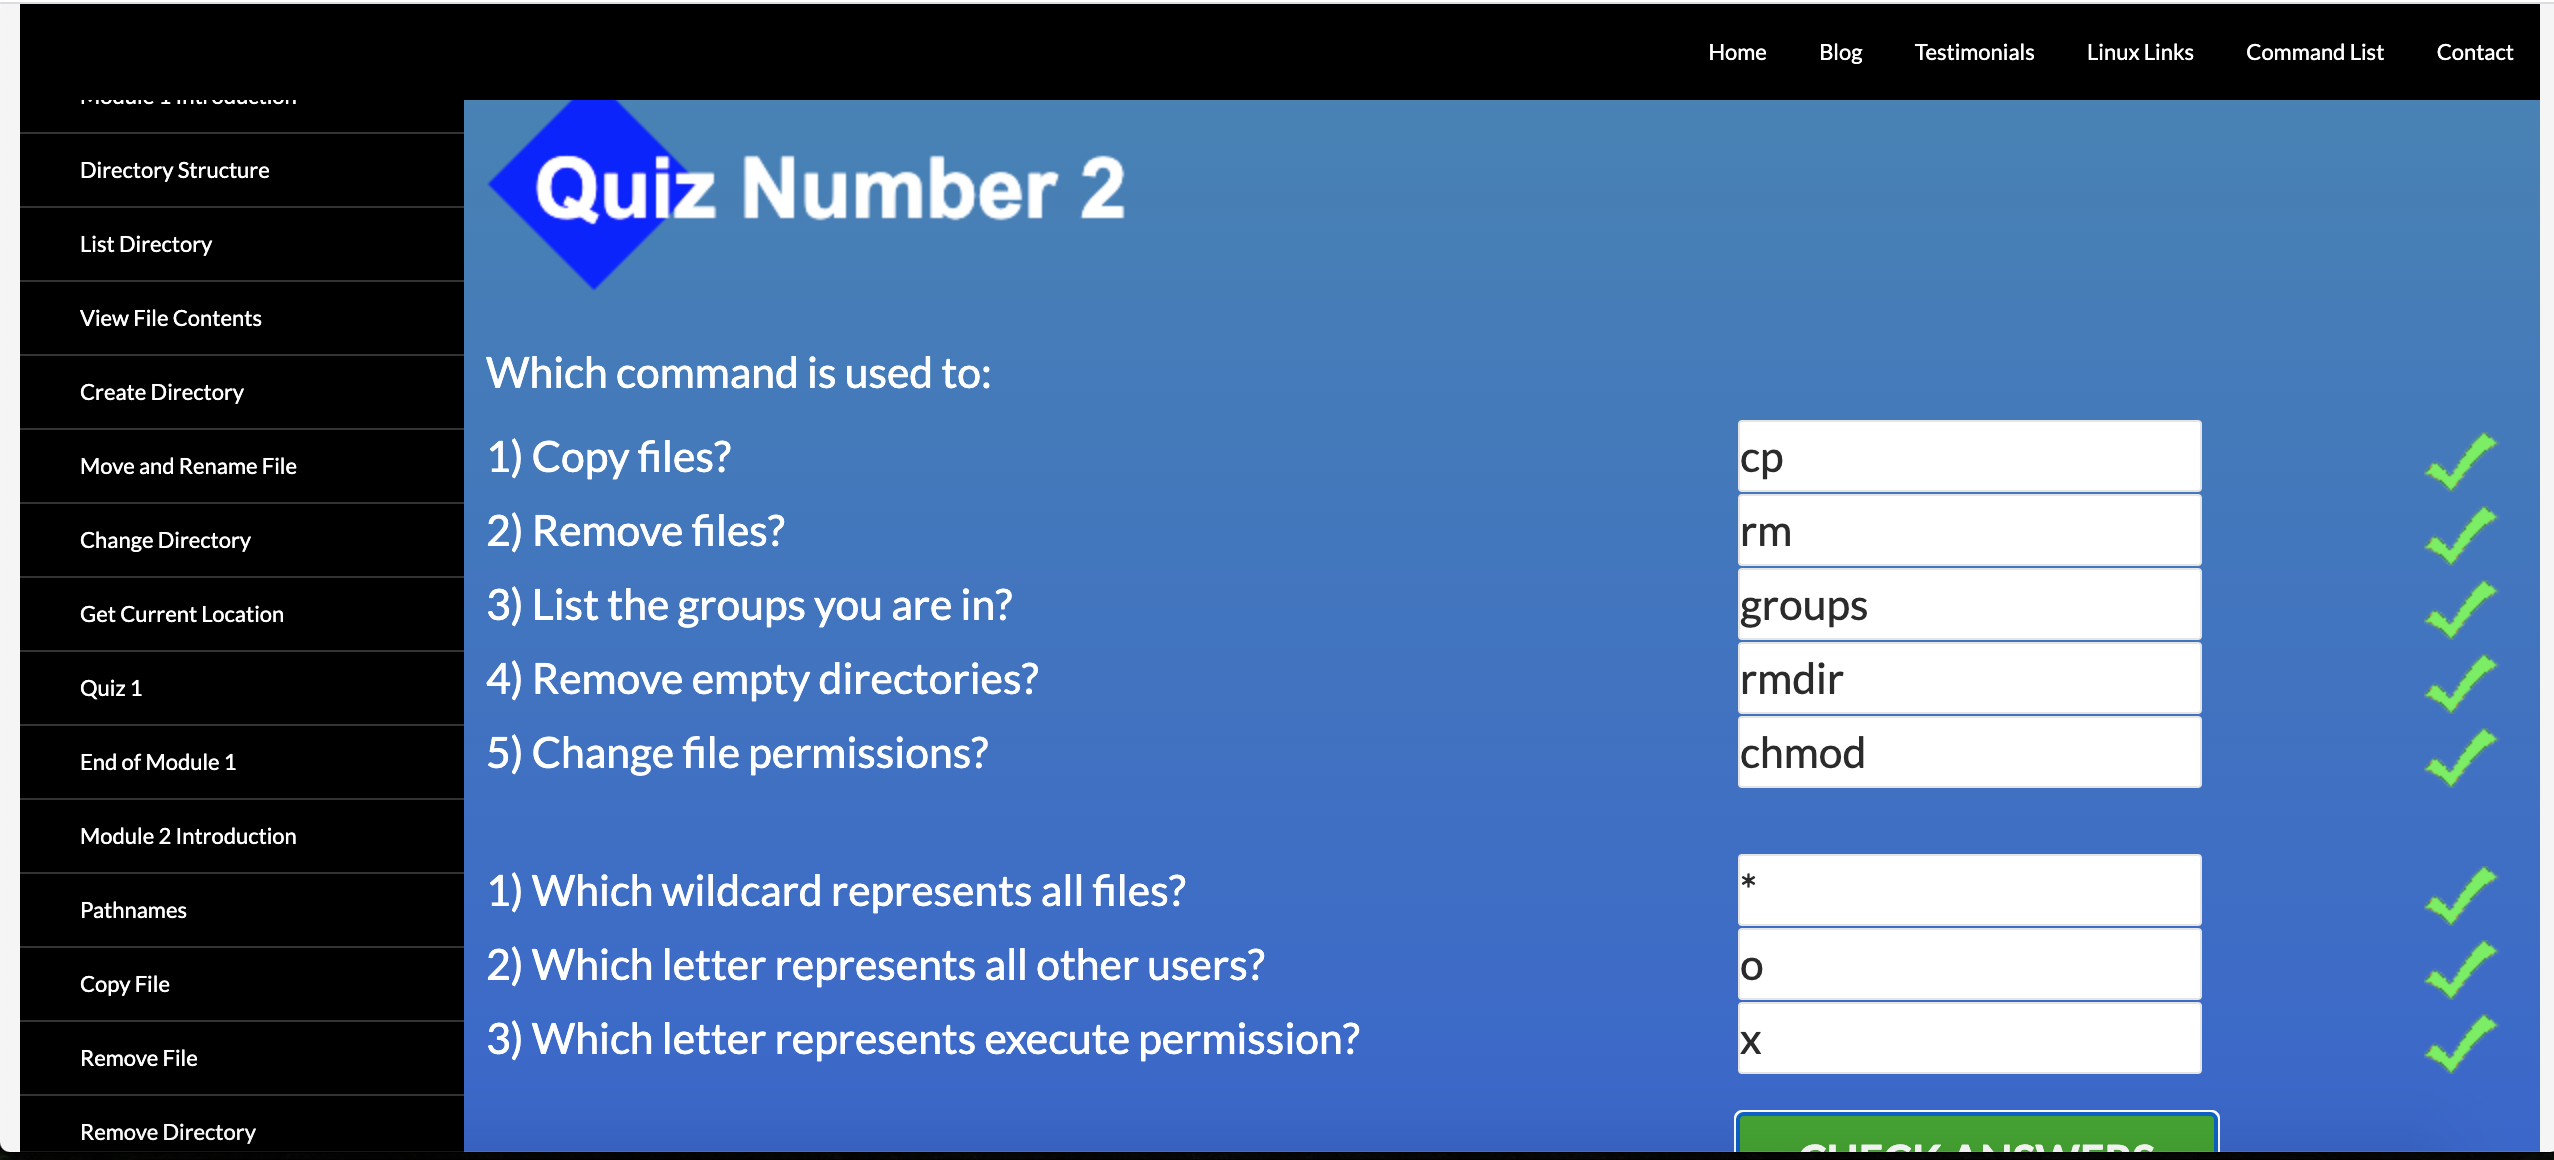 Home Blog Testimonials Linux Links Command List Contact
Module 1 Introduction
Directory Structure
List Directory
View File Contents
Create Directory
Move and Rename File
Change Directory
Get Current Location
Quiz 1
End of Module 1
Module 2 Introduction
Pathnames
Copy File
Remove File
Remove Directory
Quiz Number 2
Which command is used to:
1) Copy files? cp
2) Remove files? rm
3) List the groups you are in? groups
4) Remove empty directories? rmdir
5) Change file permissions? chmod
1) Which wildcard represents all files? *
2) Which letter represents all other users? o
3) Which letter represents execute permission? x
CHECK ANSWERS